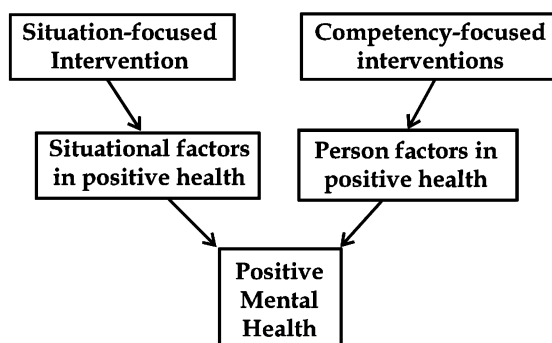 Situation-focused
Intervention
Competency-focused
interventions
Situational factors
in positive health
Person factors in
positive health
Positive
Mental
Health